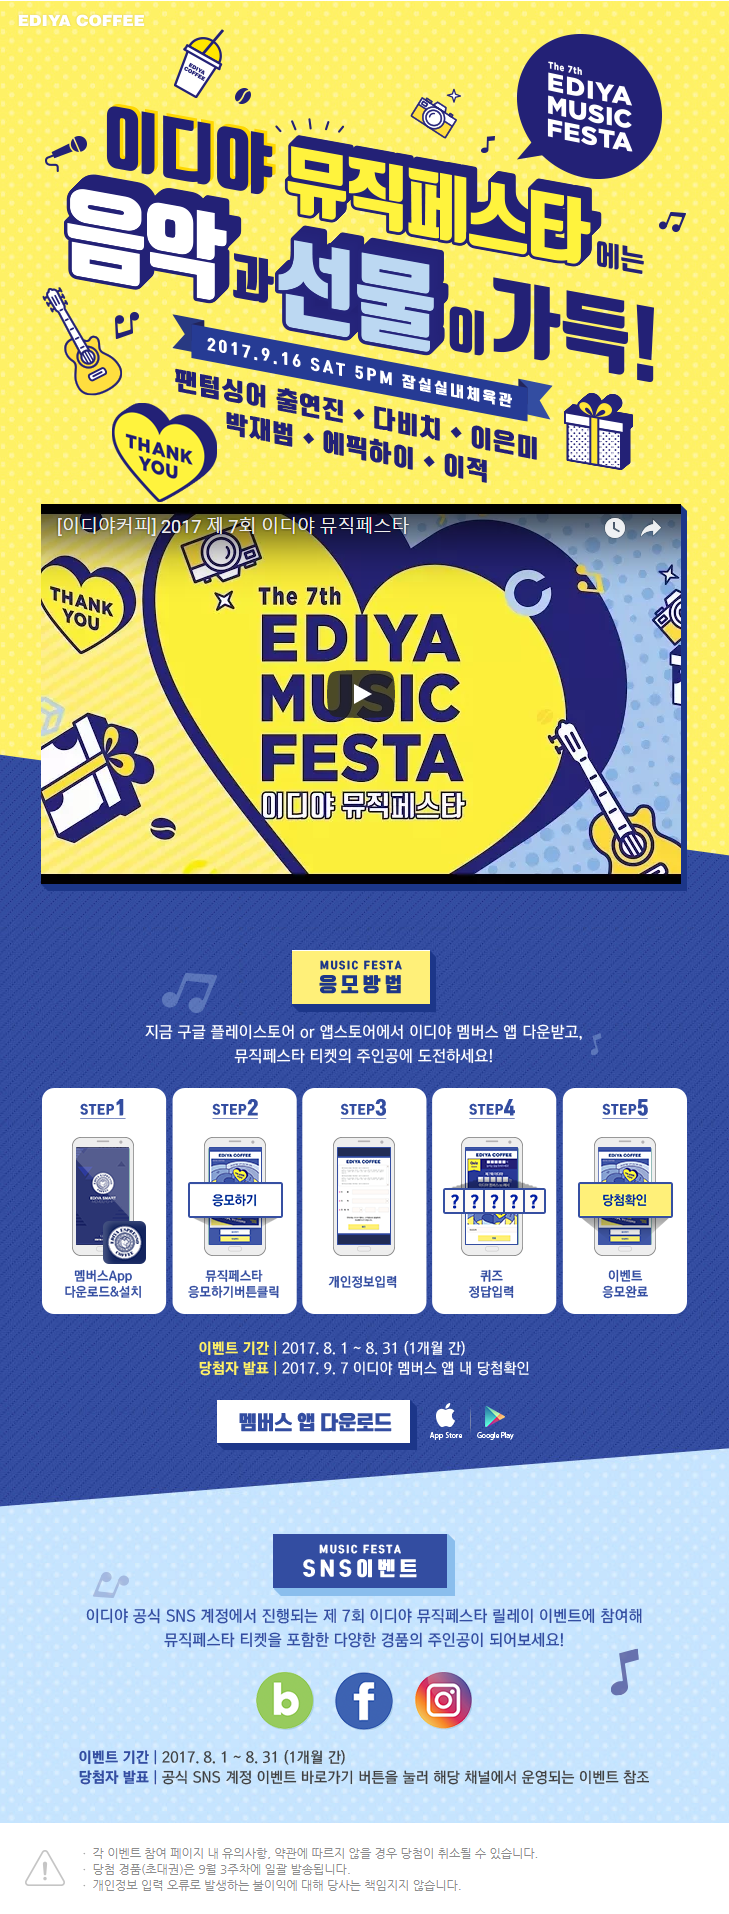 EDIYA COFFEE
EDIYA
COFFEE
The 7th
EDIYA
MUSIC
FESTA
이디야 뮤직페스타에는
음악과 선물이 가득!
2017.9.16 SAT 5PM 잠실실내체육관
팬텀싱어 출연진 ◆ 다비치 ◆ 이은미
박재범 ◆ 에픽하이 ◆ 이적
THANK
YOU
[이디야커피] 2017 제 7회 이디야 뮤직페스타
THANK
YOU
The 7th
EDIYA
MUSIC
FESTA
이디야 뮤직페스타
MUSIC FESTA
응모방법
지금 구글 플레이스토어 or 앱스토어에서 이디야 멤버스 앱 다운받고,
뮤직페스타 티켓의 주인공에 도전하세요!
STEP1
멤버스App
다운로드&설치
STEP2
EDIYA COFFEE
응모하기
뮤직페스타
응모하기버튼클릭
STEP3
EDIYA COFFEE
개인정보입력
STEP4
EDIYA COFFEE
? ? ? ? ?
퀴즈
정답입력
STEP5
EDIYA COFFEE
당첨확인
이벤트
응모완료
이벤트 기간 | 2017. 8. 1 ~ 8. 31 (1개월 간)
당첨자 발표 | 2017. 9. 7 이디야 멤버스 앱 내 당첨확인
멤버스 앱 다운로드
App Store
Google Play
MUSIC FESTA
SNS이벤트
이디야 공식 SNS 계정에서 진행되는 제 7회 이디야 뮤직페스타 릴레이 이벤트에 참여해
뮤직페스타 티켓을 포함한 다양한 경품의 주인공이 되어보세요!
b f
이벤트 기간 | 2017. 8. 1 ~ 8. 31 (1개월 간)
당첨자 발표 | 공식 SNS 계정 이벤트 바로가기 버튼을 눌러 해당 채널에서 운영되는 이벤트 참조
· 각 이벤트 참여 페이지 내 유의사항, 약관에 따르지 않을 경우 당첨이 취소될 수 있습니다.
· 당첨 경품(초대권)은 9월 3주차에 일괄 발송됩니다.
· 개인정보 입력 오류로 발생하는 불이익에 대해 당사는 책임지지 않습니다.